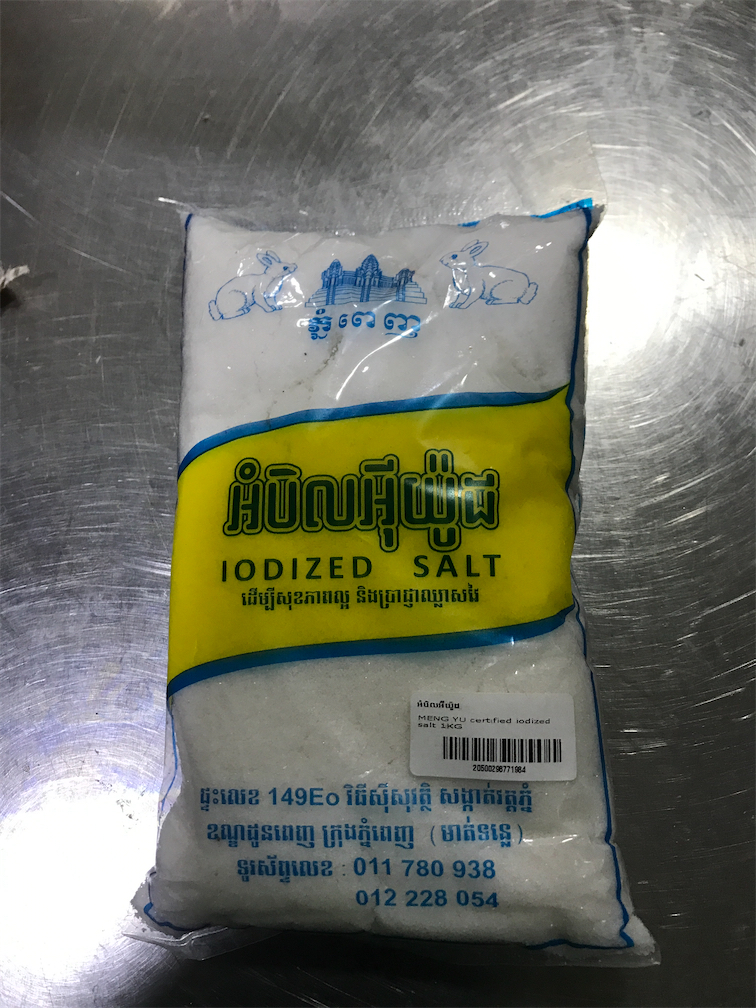 ភ្នំពេញ
អំបិលអ៊ីយ៉ូដ
IODIZED SALT
ដើម្បីសុខភាពល្អ និងប្រាជ្ញាឈ្លាសវៃ
អំបិលអ៊ីយ៉ូដ
MENG YU certified iodized
salt 1KG
20500298771984
ផ្ទះលេខ 149Eo វិថីស៊ីសុវត្ថិ សង្កាត់វត្តភ្នំ
ខណ្ឌដូនពេញ ក្រុងភ្នំពេញ (មាត់ទន្លេ)
ទូរស័ព្ទលេខ : 011 780 938
012 228 054